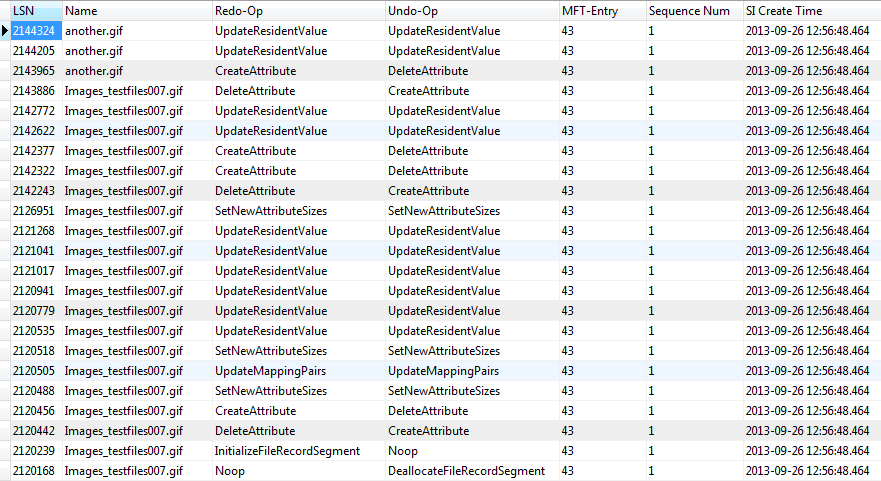 LSN Name Redo-Op Undo-Op MFT-Entry Sequence Num SI Create Time
2144324 another.gif UpdateResidentValue UpdateResidentValue 43 1 2013-09-26 12:56:48.464
2144205 another.gif UpdateResidentValue UpdateResidentValue 43 1 2013-09-26 12:56:48.464
2143965 another.gif CreateAttribute DeleteAttribute 43 1 2013-09-26 12:56:48.464
2143886 Images_testfiles007.gif DeleteAttribute CreateAttribute 43 1 2013-09-26 12:56:48.464
2142772 Images_testfiles007.gif UpdateResidentValue UpdateResidentValue 43 1 2013-09-26 12:56:48.464
2142622 Images_testfiles007.gif UpdateResidentValue UpdateResidentValue 43 1 2013-09-26 12:56:48.464
2142377 Images_testfiles007.gif CreateAttribute DeleteAttribute 43 1 2013-09-26 12:56:48.464
2142322 Images_testfiles007.gif CreateAttribute DeleteAttribute 43 1 2013-09-26 12:56:48.464
2142243 Images_testfiles007.gif DeleteAttribute CreateAttribute 43 1 2013-09-26 12:56:48.464
2126951 Images_testfiles007.gif SetNewAttributeSizes SetNewAttributeSizes 43 1 2013-09-26 12:56:48.464
2121268 Images_testfiles007.gif UpdateResidentValue UpdateResidentValue 43 1 2013-09-26 12:56:48.464
2121041 Images_testfiles007.gif UpdateResidentValue UpdateResidentValue 43 1 2013-09-26 12:56:48.464
2121017 Images_testfiles007.gif UpdateResidentValue UpdateResidentValue 43 1 2013-09-26 12:56:48.464
2120941 Images_testfiles007.gif UpdateResidentValue UpdateResidentValue 43 1 2013-09-26 12:56:48.464
2120779 Images_testfiles007.gif UpdateResidentValue UpdateResidentValue 43 1 2013-09-26 12:56:48.464
2120535 Images_testfiles007.gif UpdateResidentValue UpdateResidentValue 43 1 2013-09-26 12:56:48.464
2120518 Images_testfiles007.gif SetNewAttributeSizes SetNewAttributeSizes 43 1 2013-09-26 12:56:48.464
2120505 Images_testfiles007.gif UpdateMappingPairs UpdateMappingPairs 43 1 2013-09-26 12:56:48.464
2120488 Images_testfiles007.gif SetNewAttributeSizes SetNewAttributeSizes 43 1 2013-09-26 12:56:48.464
2120456 Images_testfiles007.gif CreateAttribute DeleteAttribute 43 1 2013-09-26 12:56:48.464
2120442 Images_testfiles007.gif DeleteAttribute CreateAttribute 43 1 2013-09-26 12:56:48.464
2120239 Images_testfiles007.gif InitializeFileRecordSegment Noop 43 1 2013-09-26 12:56:48.464
2120168 Images_testfiles007.gif Noop DeallocateFileRecordSegment 43 1 2013-09-26 12:56:48.464